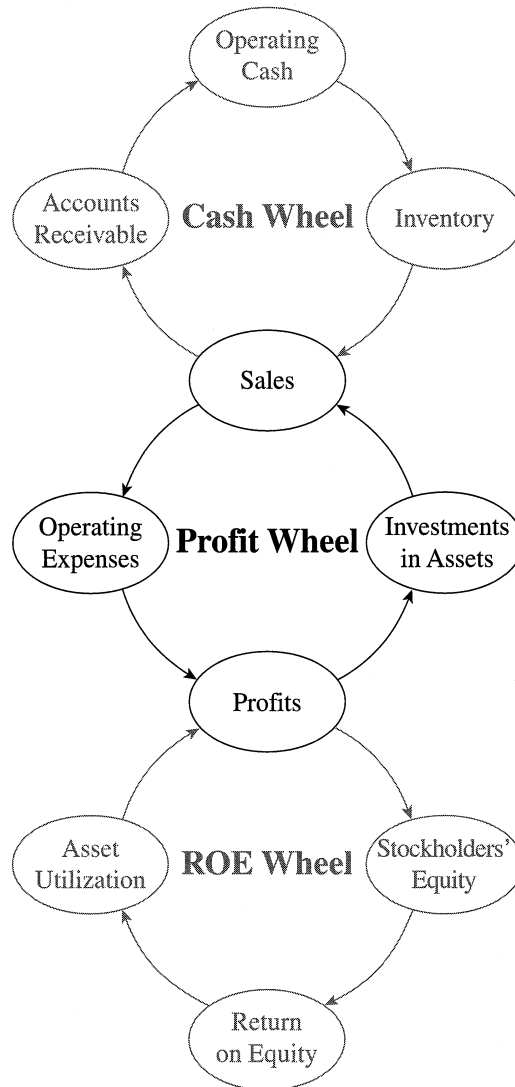 Operating
Cash
Accounts
Receivable
Cash Wheel
Inventory
Sales
Operating
Expenses
Profit Wheel
Investments
in Assets
Profits
Asset
Utilization
ROE Wheel
Stockholders'
Equity
Return
on Equity